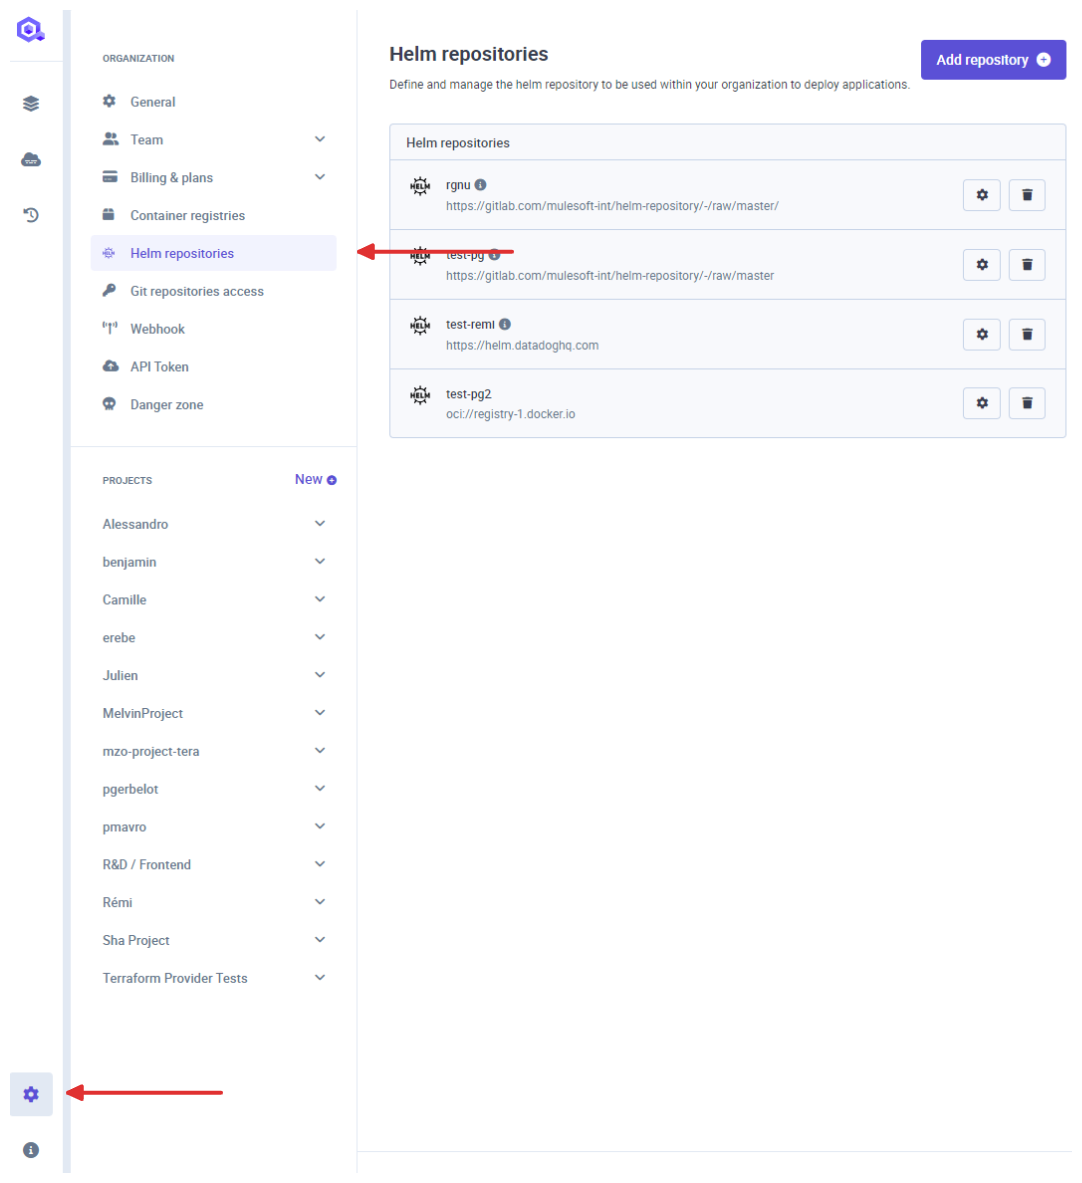 ORGANIZATION
General
Team
Billing & plans
Container registries
Helm repositories
Git repositories access
Webhook
API Token
Danger zone
PROJECTS New
Alessandro
benjamin
Camille
erebe
Julien
MelvinProject
mzo-project-tera
pgerbelot
pmavro
R&D / Frontend
Rémi
Sha Project
Terraform Provider Tests
Helm repositories
Add repository
Define and manage the helm repository to be used within your organization to deploy applications.
Helm repositories
HELM rgnu
https://gitlab.com/mulesoft-int/helm-repository/-/raw/master/
HELM test-pg
https://gitlab.com/mulesoft-int/helm-repository/-/raw/master
HELM test-remi
https://helm.datadoghq.com
HELM test-pg2
oci://registry-1.docker.io